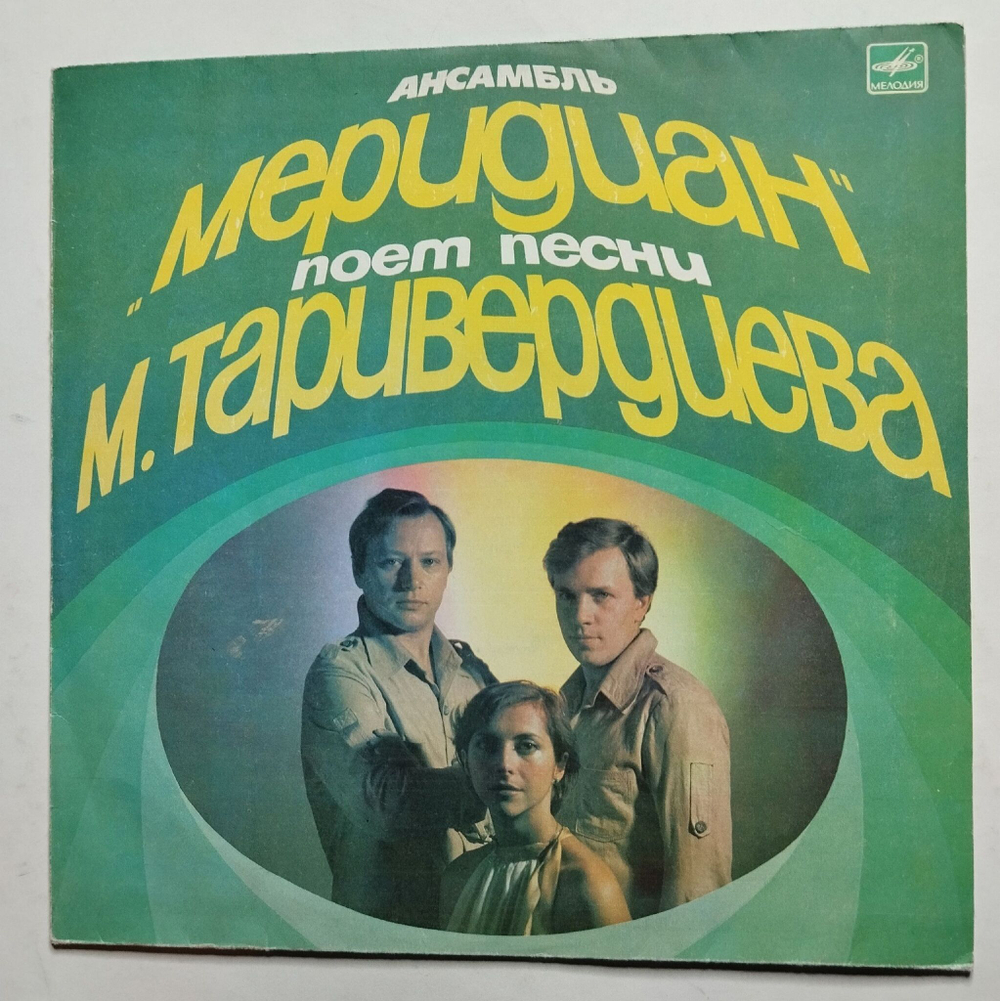 АНСАМБЛЬ
МЕЛОДИЯ
"меридиан"
поет песни
м. таривердиева